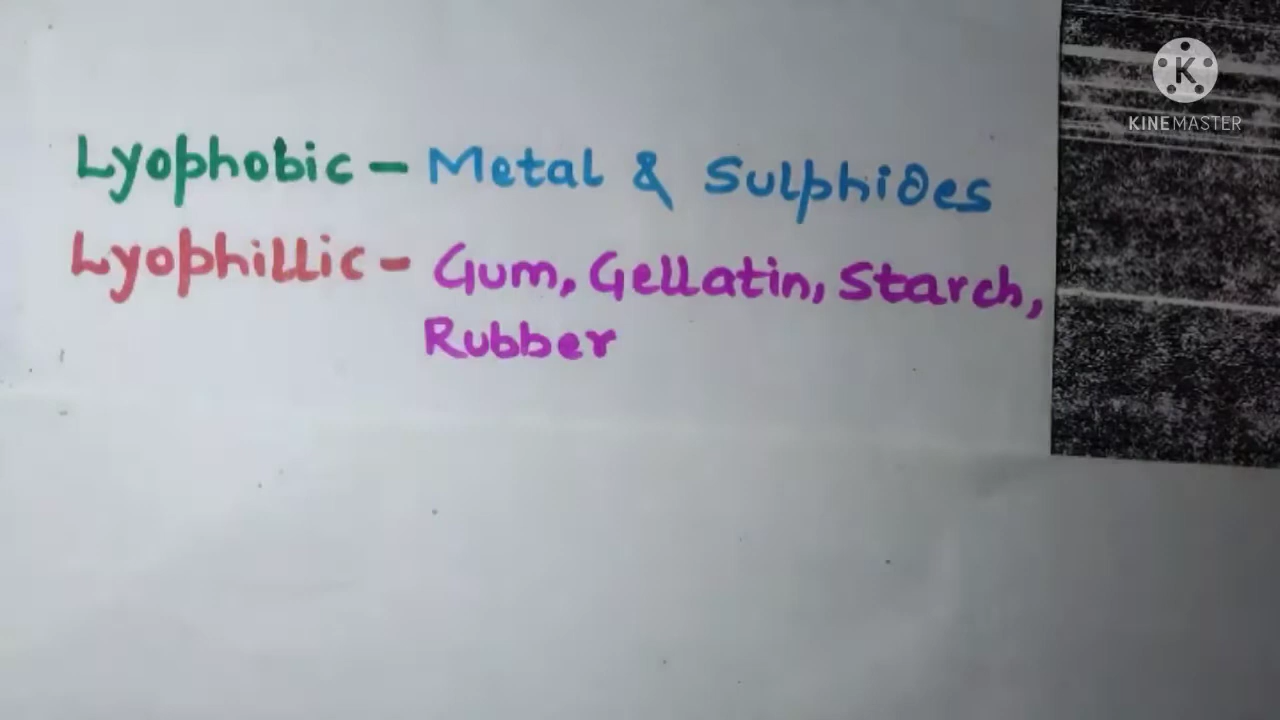 KINEMASTER
Lyophobic - Metal & Sulphides
Lyophillic - Gum, Gellatin, Starch,
Rubber